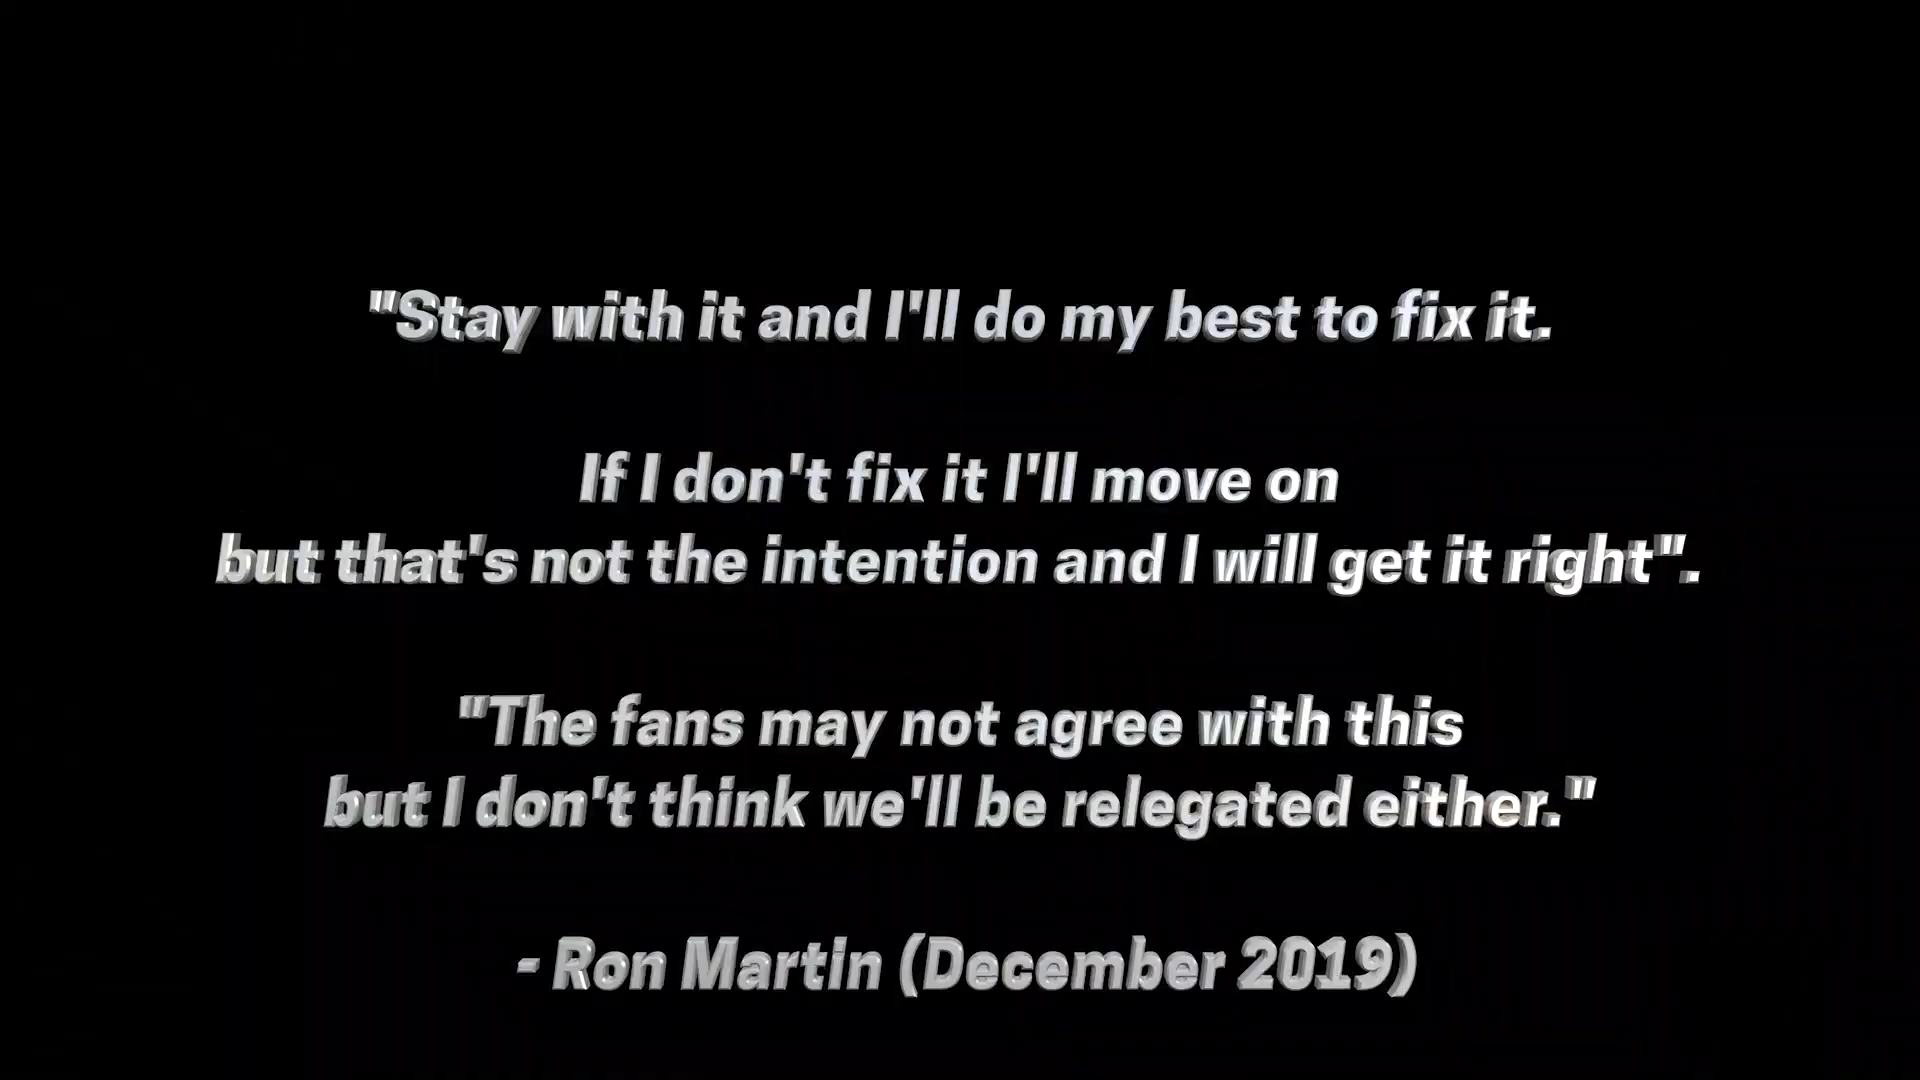 "Stay with it and I'll do my best to fix it.
If I don't fix it I'll move on
but that's not the intention and I will get it right".
"The fans may not agree with this
but I don't think we'll be relegated either."
- Ron Martin (December 2019)